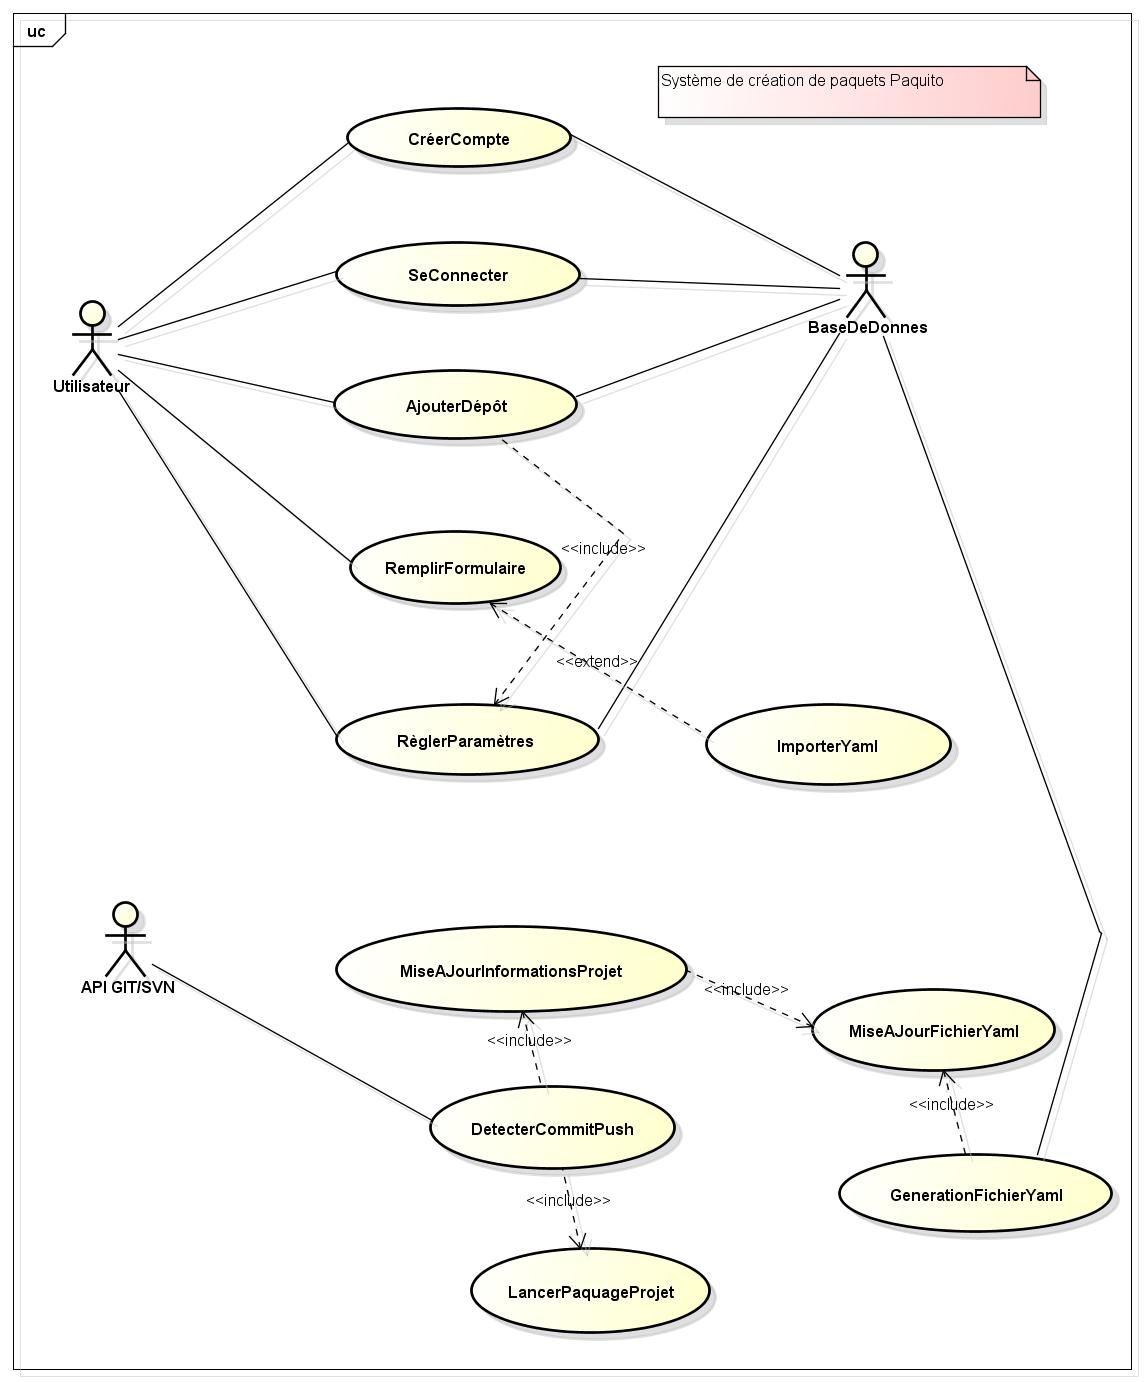 uc
Système de création de paquets Paquito
CréerCompte
SeConnecter
BaseDeDonnes
Utilisateur
AjouterDépôt
<<include>>
RemplirFormulaire
<<extend>>
RèglerParamètres
ImporterYaml
API GIT/SVN
MiseAJourInformationsProjet
<<include>>
MiseAJourFichierYaml
<<include>>
<<include>>
DetecterCommitPush
GenerationFichierYaml
<<include>>
LancerPaquageProjet